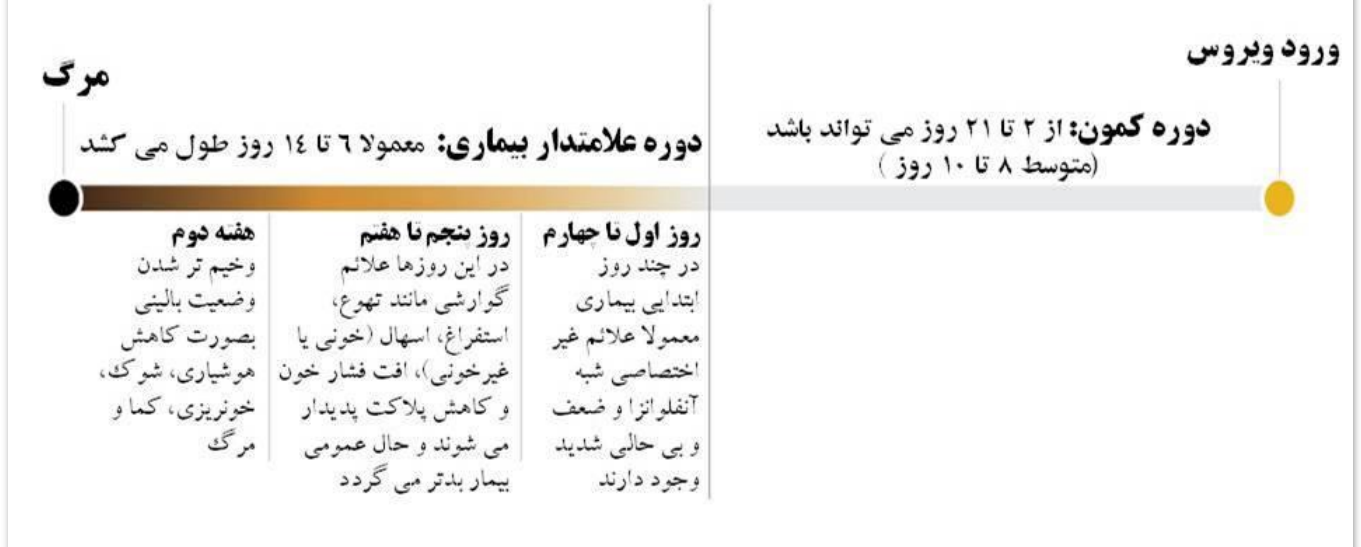 ورود ویروس
دوره کمون: از ۲ تا ۲۱ روز می تواند باشد
(متوسط ۸ تا ۱۰ روز )
دوره علامتدار بیماری: معمولا ٦ تا ١٤ روز طول می کشد
مرگ
روز اول تا چهارم
در چند روز
ابتدایی بیماری
معمولا علائم غیر
اختصاصی شبه
آنفلوانزا و ضعف
و بی حالی شدید
وجود دارند
روز پنجم تا هفتم
در این روزها علائم
گوارشی مانند تهوع،
استفراغ، اسهال (خونی یا
غیرخونی)، افت فشار خون
و کاهش پلاکت پدیدار
می شوند و حال عمومی
بیمار بدتر می گردد
هفته دوم
وخیم تر شدن
وضعیت بالینی
بصورت کاهش
هوشیاری، شوک،
خونریزی، کما و
مرگ